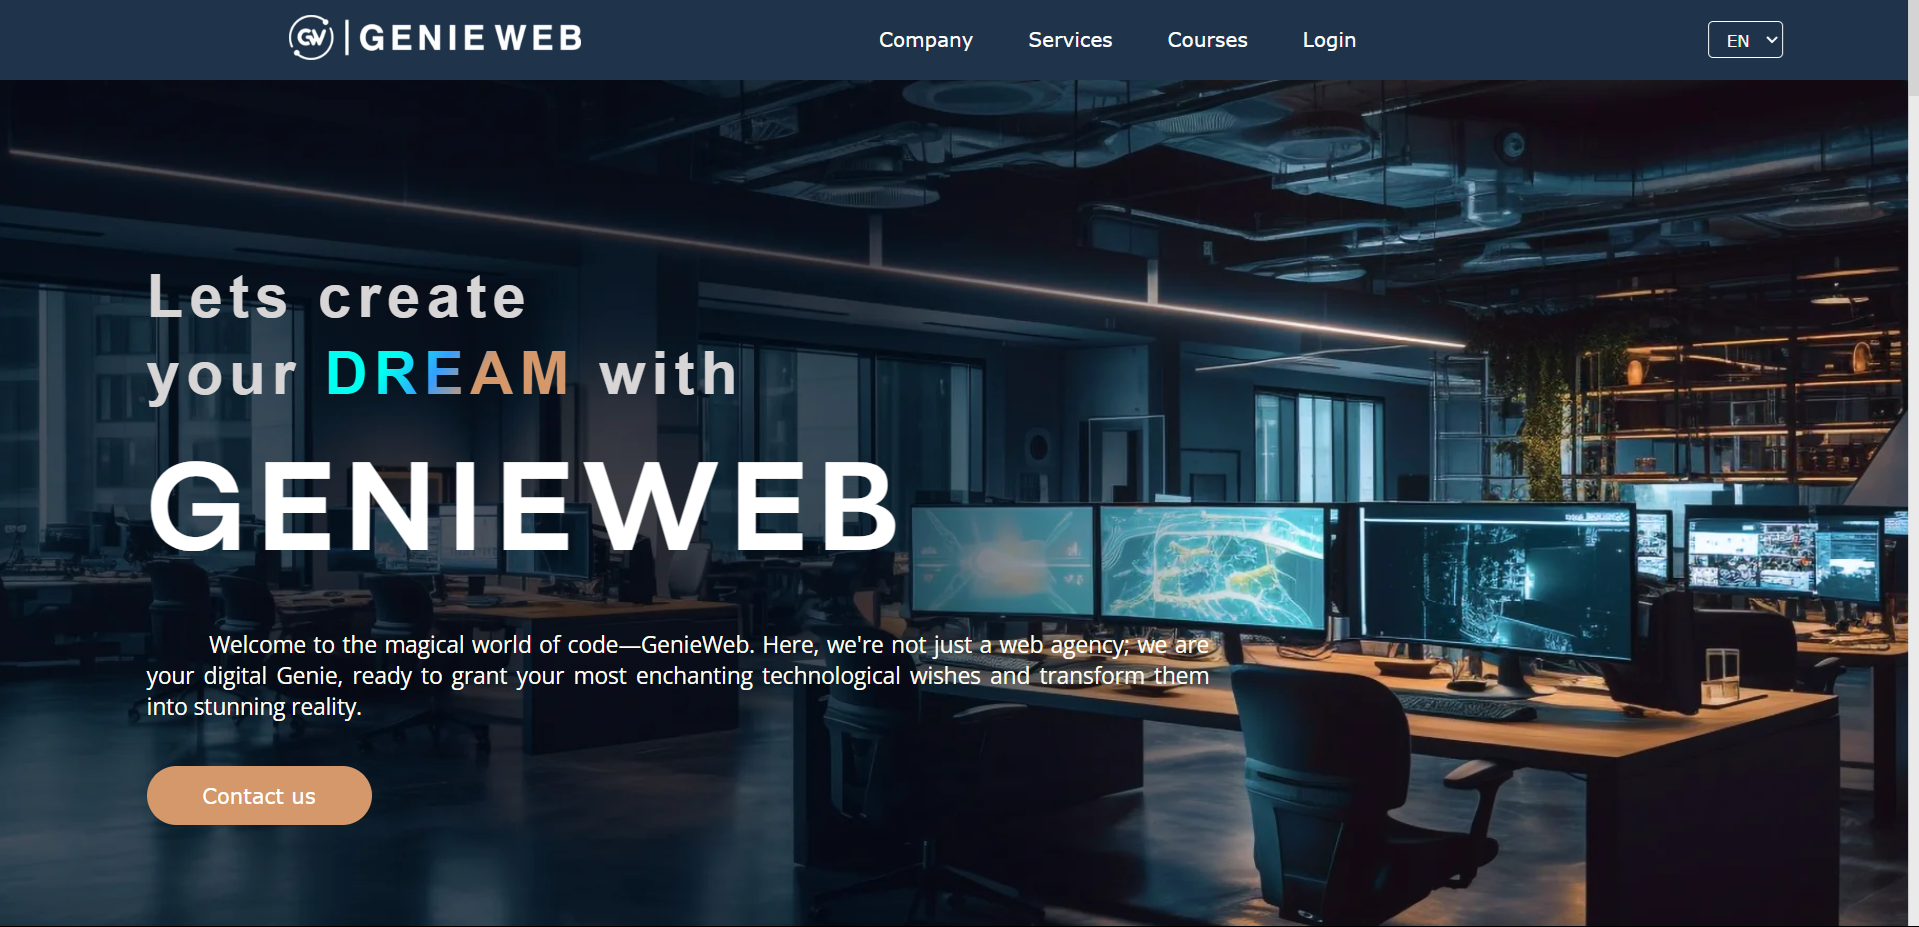 GW | GENIE WEB
Company
Services
Courses
Login
EN
Lets create
your DREAM with
GENIEWEB
Welcome to the magical world of code—GenieWeb. Here, we're not just a web agency; we are
your digital Genie, ready to grant your most enchanting technological wishes and transform them
into stunning reality.
Contact us